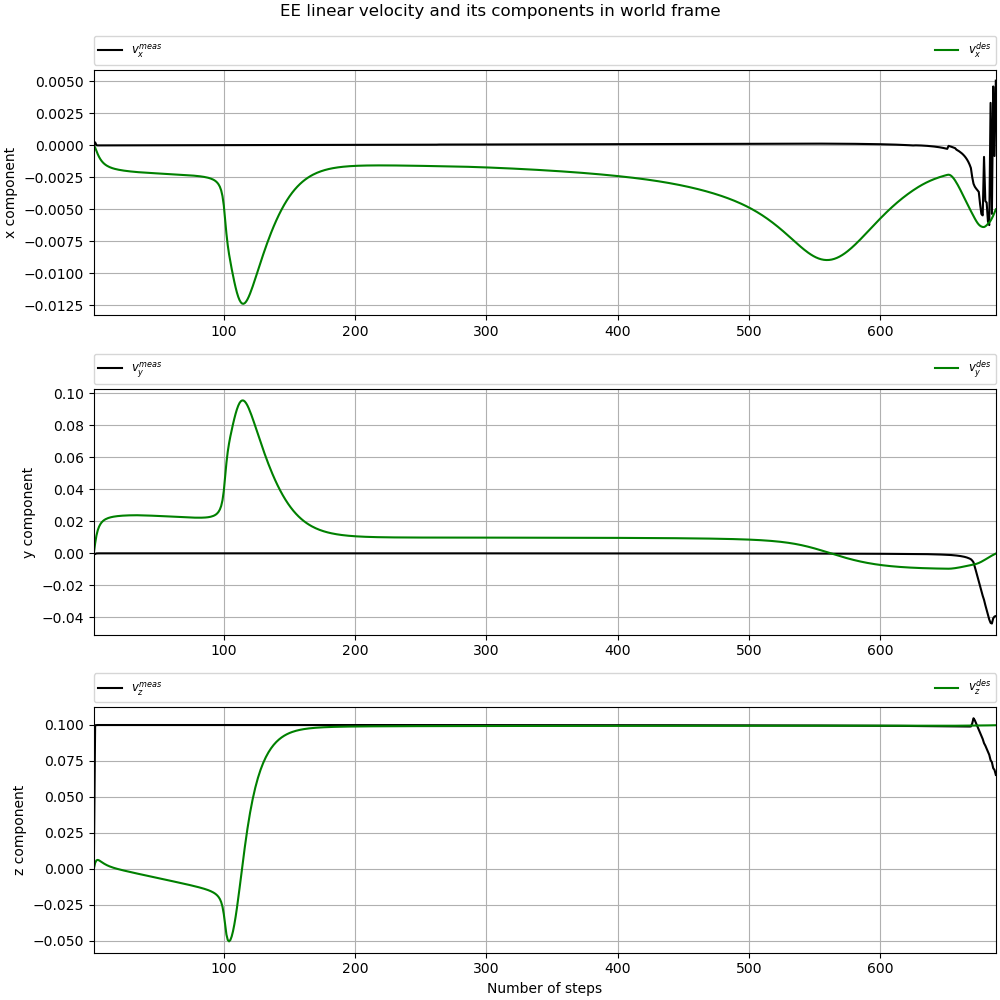 EE linear velocity and its components in world frame
v_x^meas v_x^des
0.0050
0.0025
0.0000
−0.0025
−0.0050
−0.0075
−0.0100
−0.0125
x component
100 200 300 400 500 600
v_y^meas v_y^des
0.10
0.08
0.06
0.04
0.02
0.00
−0.02
−0.04
y component
100 200 300 400 500 600
v_z^meas v_z^des
0.100
0.075
0.050
0.025
0.000
−0.025
−0.050
z component
100 200 300 400 500 600
Number of steps